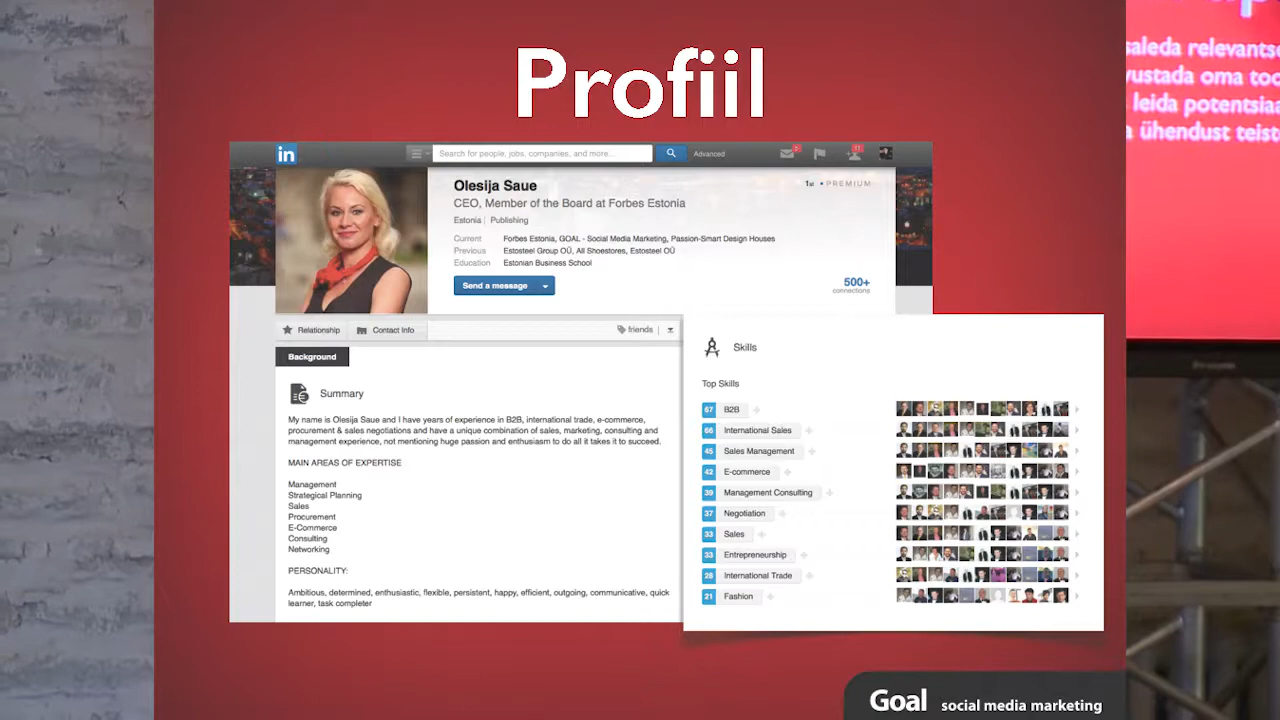 Profiil
saleda relevantse
vustada oma too
leida potentsiaa
a ühendust teist
in
Search for people, jobs, companies, and more...
Advanced
11
Olesija Saue
1st • PREMIUM
CEO, Member of the Board at Forbes Estonia
Estonia | Publishing
Current Forbes Estonia, GOAL - Social Media Marketing, Passion-Smart Design Houses
Previous Estosteel Group OÜ, All Shoestores, Estosteel OÜ
Education Estonian Business School
Send a message
500+
connections
Relationship
Contact Info
friends
Background
Summary
My name is Olesija Saue and I have years of experience in B2B, international trade, e-commerce,
procurement & sales negotiations and have a unique combination of sales, marketing, consulting and
management experience, not mentioning huge passion and enthusiasm to do all it takes to succeed.
MAIN AREAS OF EXPERTISE
Management
Strategical Planning
Sales
Procurement
E-Commerce
Consulting
Networking
PERSONALITY:
Ambitious, determined, enthusiastic, flexible, persistent, happy, efficient, outgoing, communicative, quick
learner, task completer
Skills
Top Skills
67 B2B
66 International Sales
45 Sales Management
42 E-commerce
39 Management Consulting
37 Negotiation
33 Sales
33 Entrepreneurship
28 International Trade
21 Fashion
Goal social media marketing